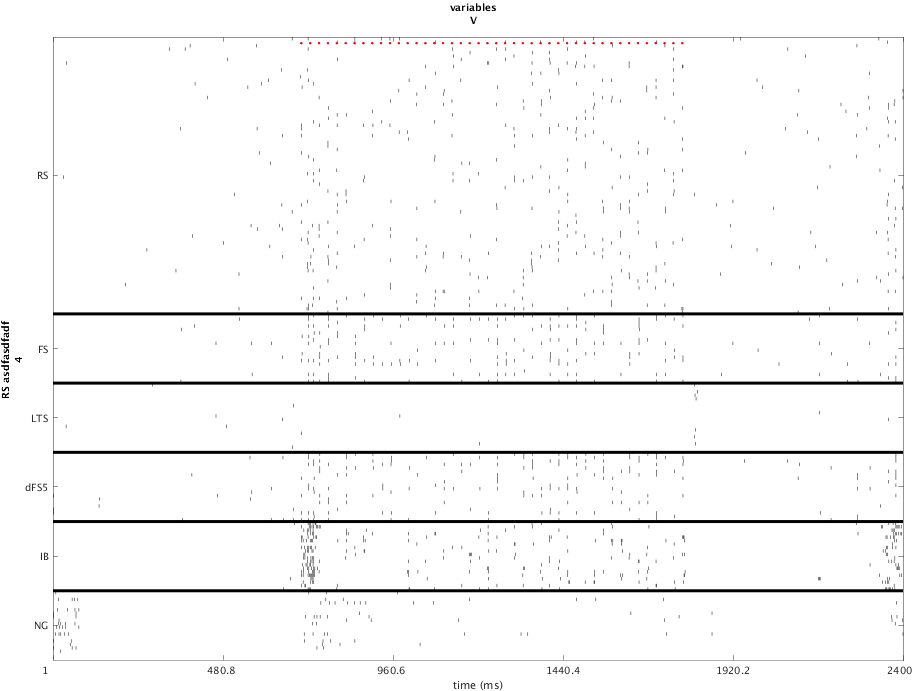 variables
V
RS asdfasdfadf
4
RS
FS
LTS
dFS5
IB
NG
1
480.8
960.6
1440.4
1920.2
2400
time (ms)